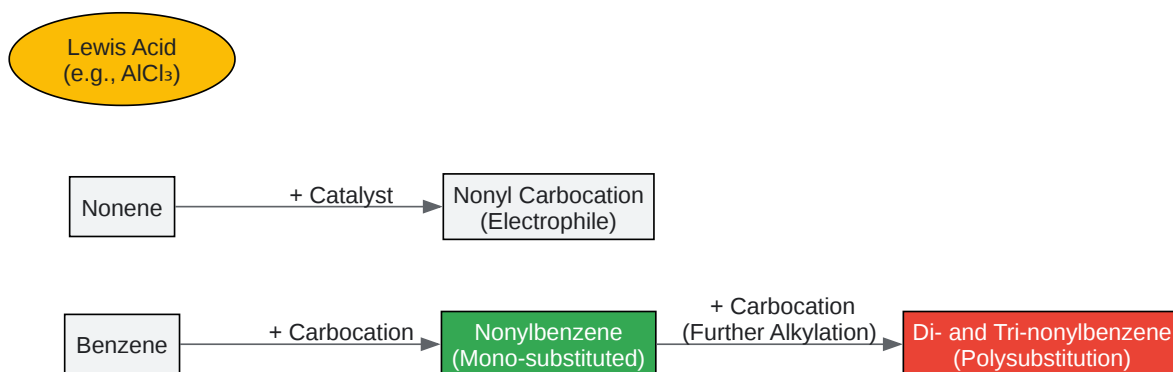 Lewis Acid
(e.g., AlCl₃)
Nonene
+ Catalyst
Nonyl Carbocation
(Electrophile)
Benzene
+ Carbocation
Nonylbenzene
(Mono-substituted)
+ Carbocation
(Further Alkylation)
Di- and Tri-nonylbenzene
(Polysubstitution)